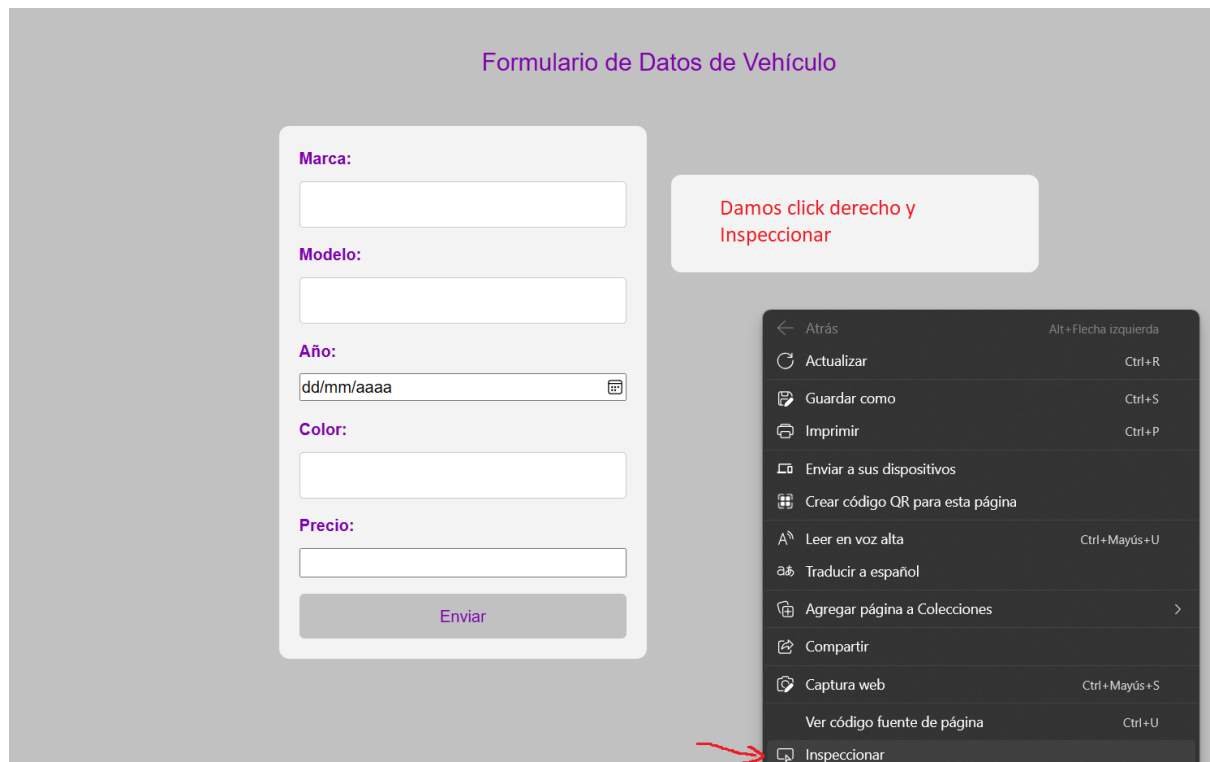 Formulario de Datos de Vehículo
Marca:
Modelo:
Año:
dd/mm/aaaa
Color:
Precio:
Enviar
Damos click derecho y
Inspeccionar
Atrás Alt+Flecha izquierda
Actualizar Ctrl+R
Guardar como Ctrl+S
Imprimir Ctrl+P
Enviar a sus dispositivos
Crear código QR para esta página
Leer en voz alta Ctrl+Mayús+U
Traducir a español
Agregar página a Colecciones
Compartir
Captura web Ctrl+Mayús+S
Ver código fuente de página Ctrl+U
Inspeccionar